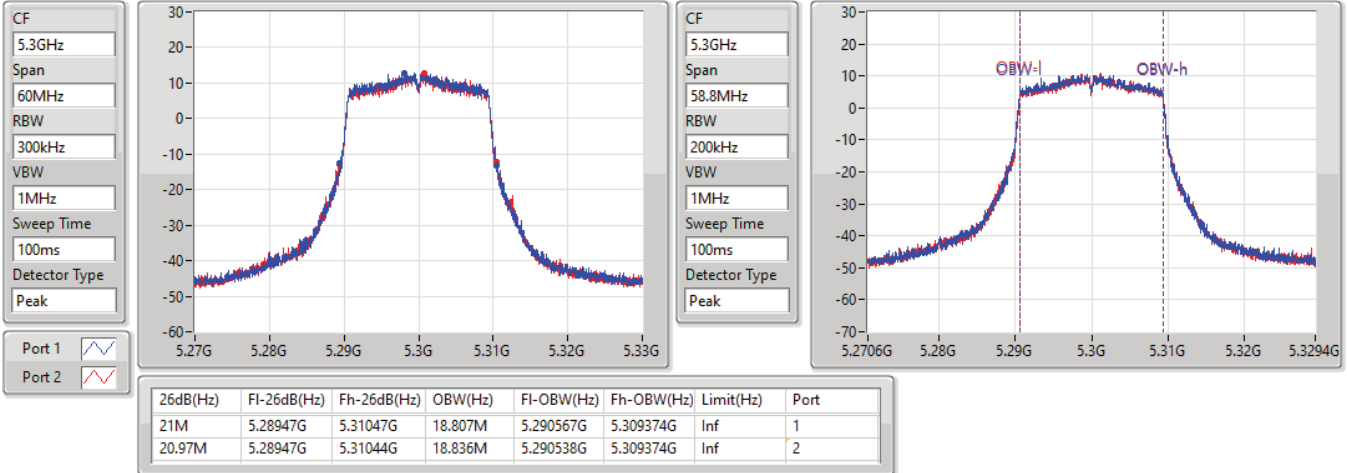 CF
5.3GHz
Span
60MHz
RBW
300kHz
VBW
1MHz
Sweep Time
100ms
Detector Type
Peak
30
20
10
0
-10
-20
-30
-40
-50
-60
5.27G 5.28G 5.29G 5.3G 5.31G 5.32G 5.33G
CF
5.3GHz
Span
58.8MHz
RBW
200kHz
VBW
1MHz
Sweep Time
100ms
Detector Type
Peak
30
20
10
0
-10
-20
-30
-40
-50
-60
-70
OBW-l OBW-h
5.2706G 5.28G 5.29G 5.3G 5.31G 5.32G 5.3294G
Port 1
Port 2
26dB(Hz) Fl-26dB(Hz) Fh-26dB(Hz) OBW(Hz) Fl-OBW(Hz) Fh-OBW(Hz) Limit(Hz) Port
21M 5.28947G 5.31047G 18.807M 5.290567G 5.309374G Inf 1
20.97M 5.28947G 5.31044G 18.836M 5.290538G 5.309374G Inf 2